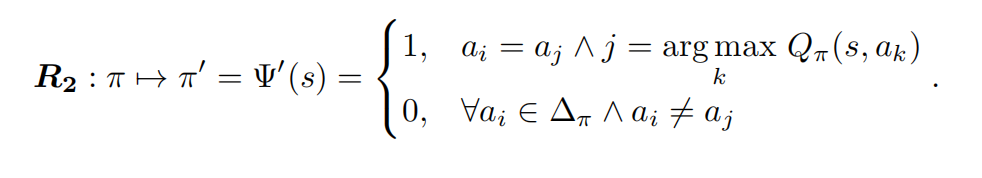 R₂ : π ↦ π′ = Ψ′(s) = { 1, aᵢ = aⱼ ∧ j = arg max_k Q_π(s, a_k)
0, ∀aᵢ ∈ Δ_π ∧ aᵢ ≠ aⱼ .